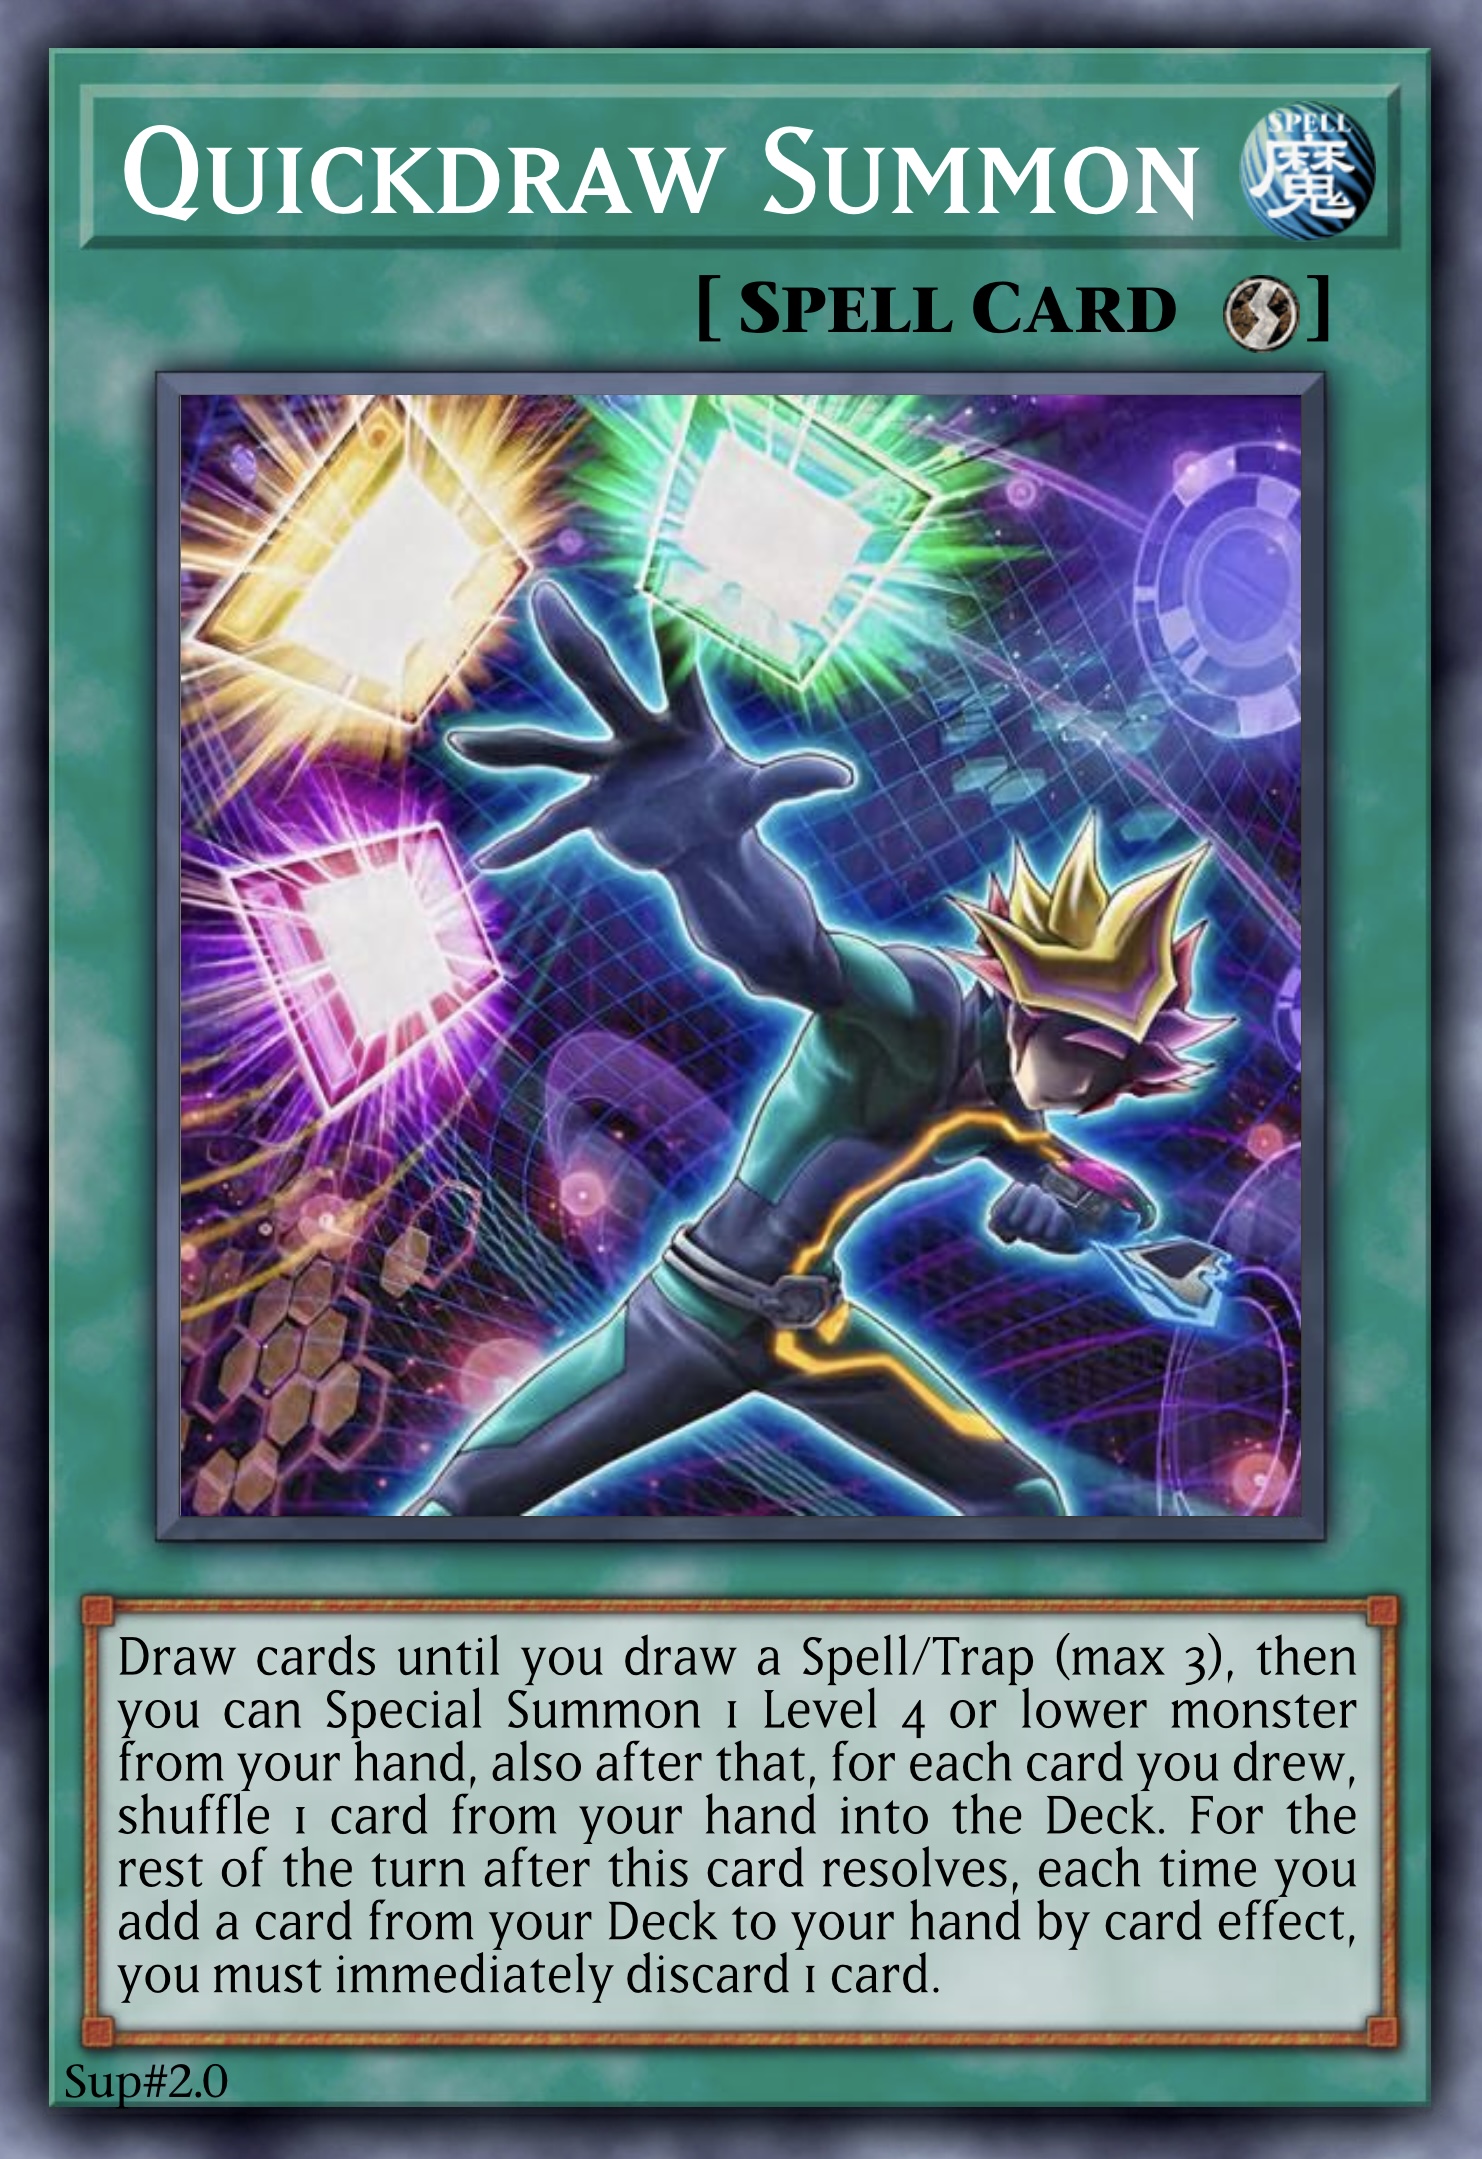 Quickdraw Summon
SPELL
魔
[ Spell Card ]
Draw cards until you draw a Spell/Trap (max 3), then
you can Special Summon 1 Level 4 or lower monster
from your hand, also after that, for each card you drew,
shuffle 1 card from your hand into the Deck. For the
rest of the turn after this card resolves, each time you
add a card from your Deck to your hand by card effect,
you must immediately discard 1 card.
Sup#2.0